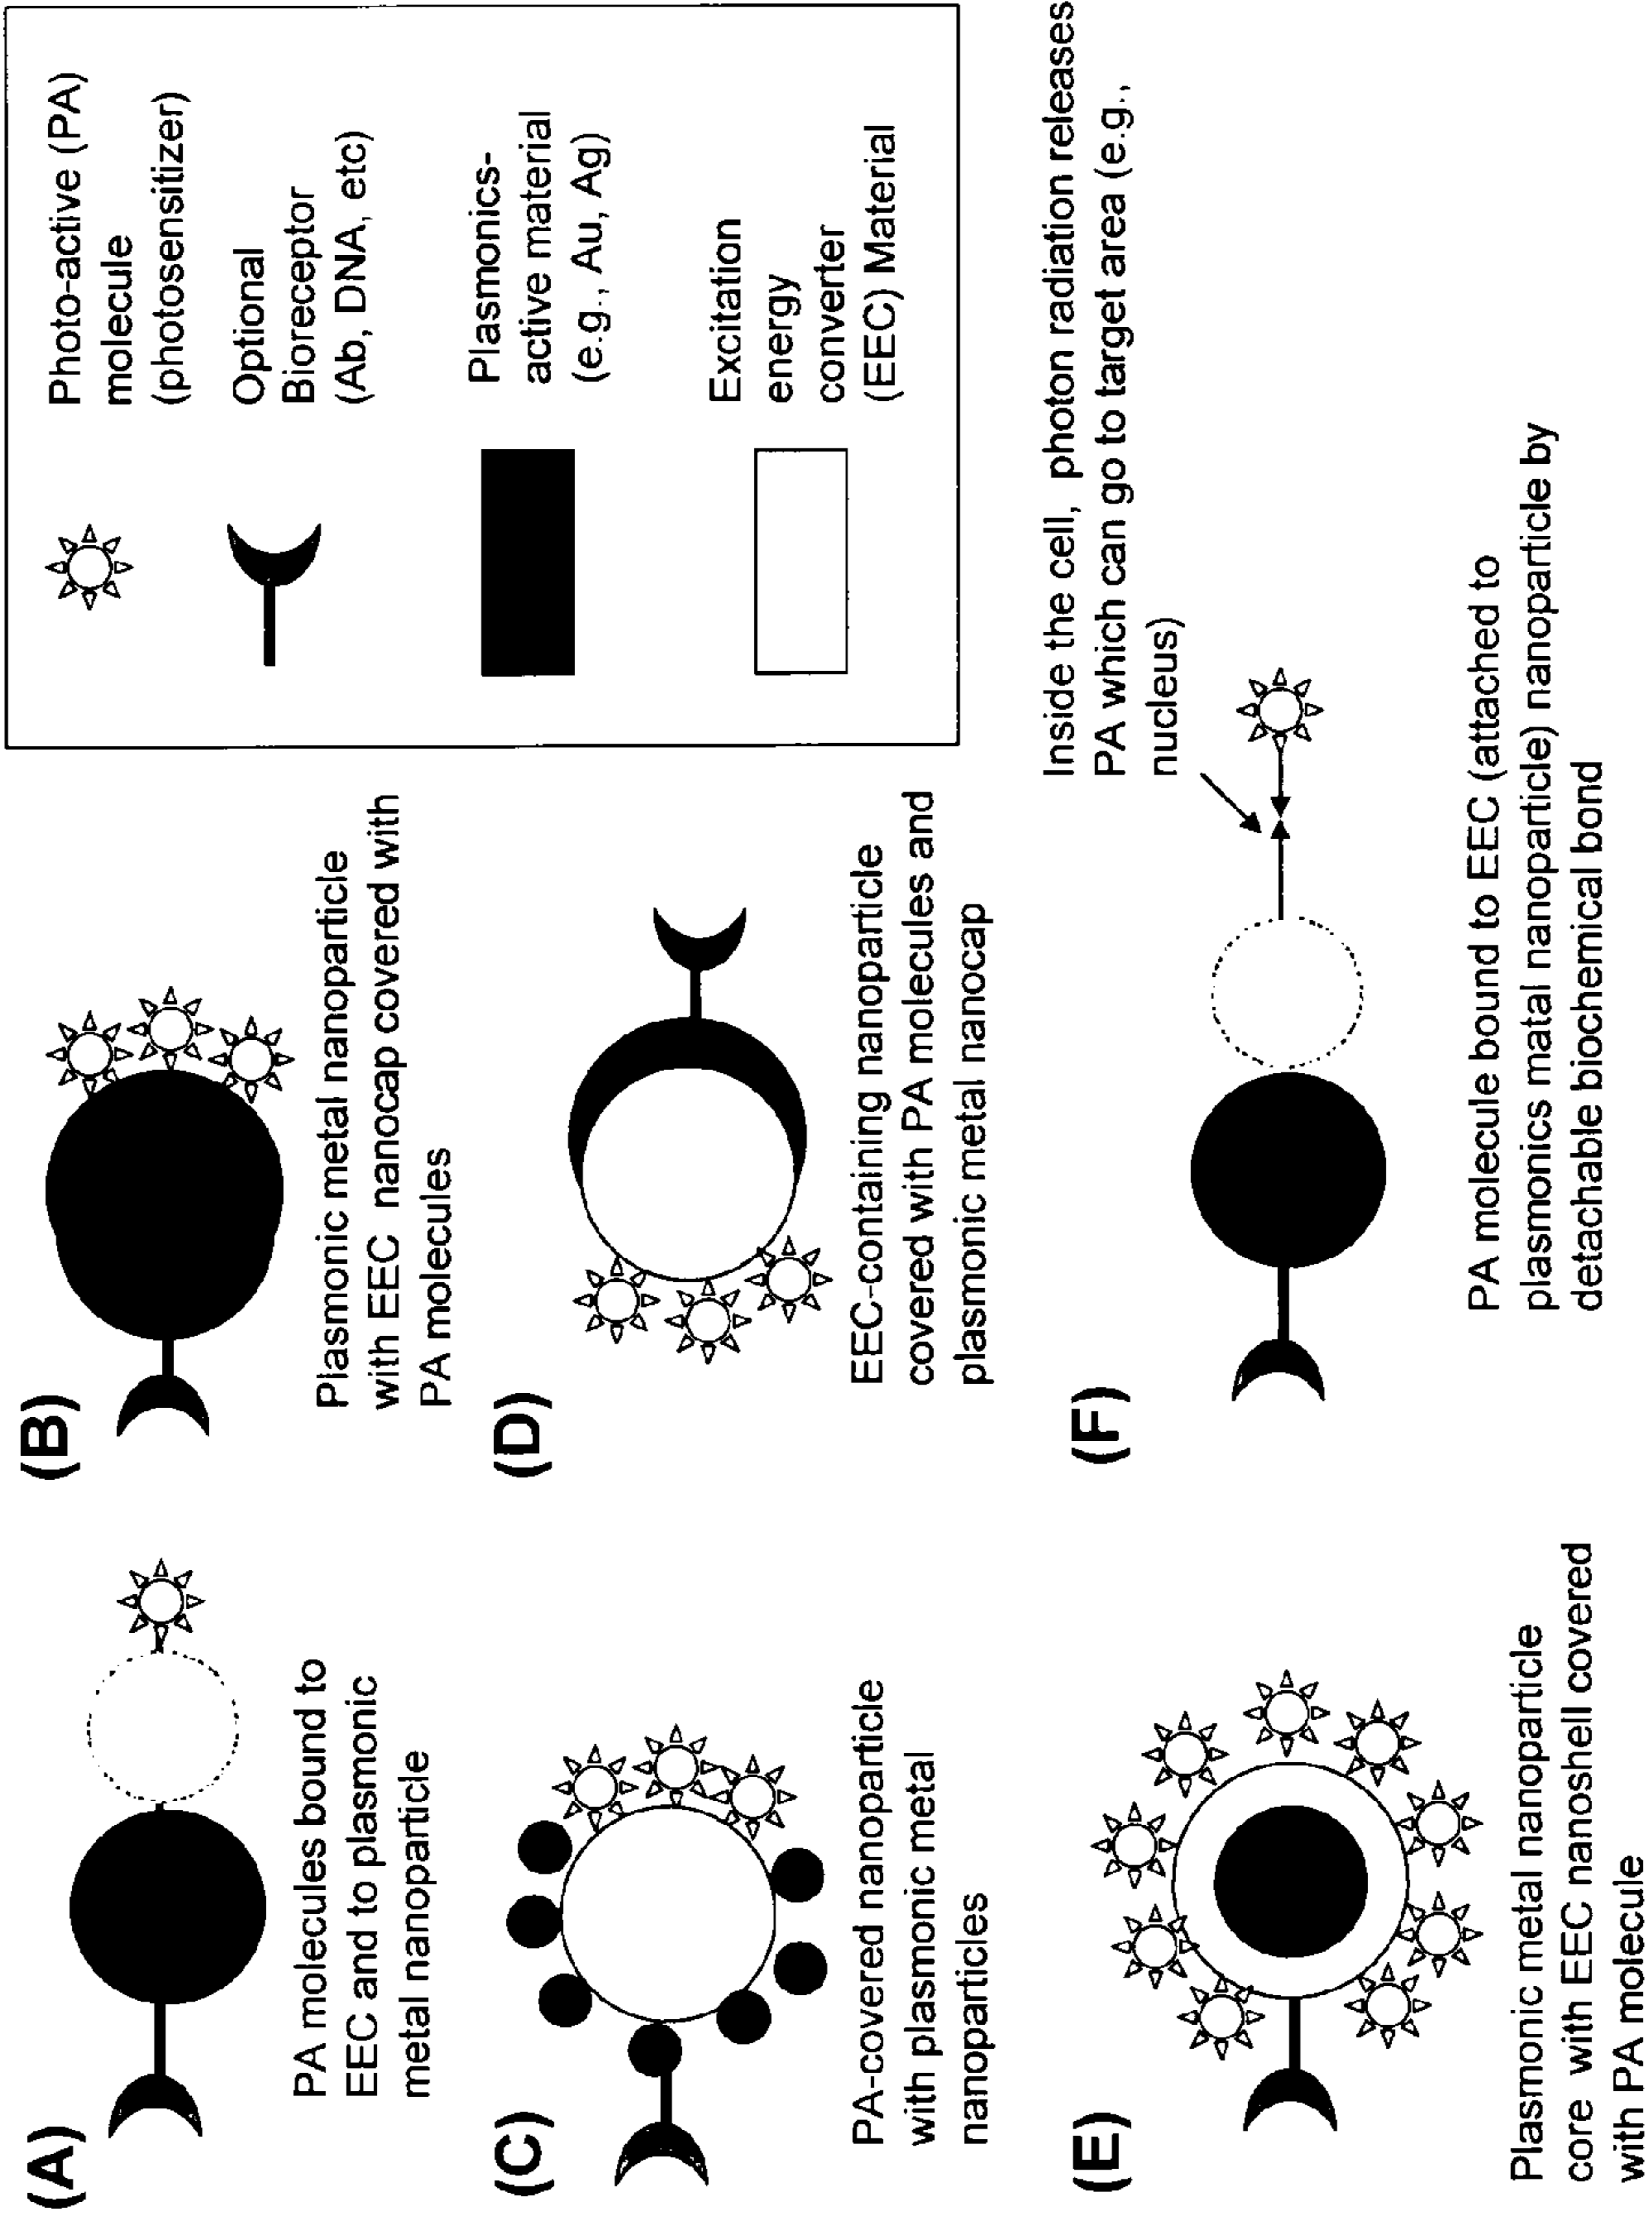 (A)
PA molecules bound to
EEC and to plasmonic
metal nanoparticle
(B)
Plasmonic metal nanoparticle
with EEC nanocap covered with
PA molecules
Photo-active (PA)
molecule
(photosensitizer)
Optional
Bioreceptor
(Ab, DNA, etc)
Plasmonics-
active material
(e.g., Au, Ag)
Excitation
energy
converter
(EEC) Material
(C)
PA-covered nanoparticle
with plasmonic metal
nanoparticles
(D)
EEC-containing nanoparticle
covered with PA molecules and
plasmonic metal nanocap
(E)
Plasmonic metal nanoparticle
core with EEC nanoshell covered
with PA molecule
(F)
Inside the cell, photon radiation releases
PA which can go to target area (e.g.,
nucleus)
PA molecule bound to EEC (attached to
plasmonics matal nanoparticle) nanoparticle by
detachable biochemical bond